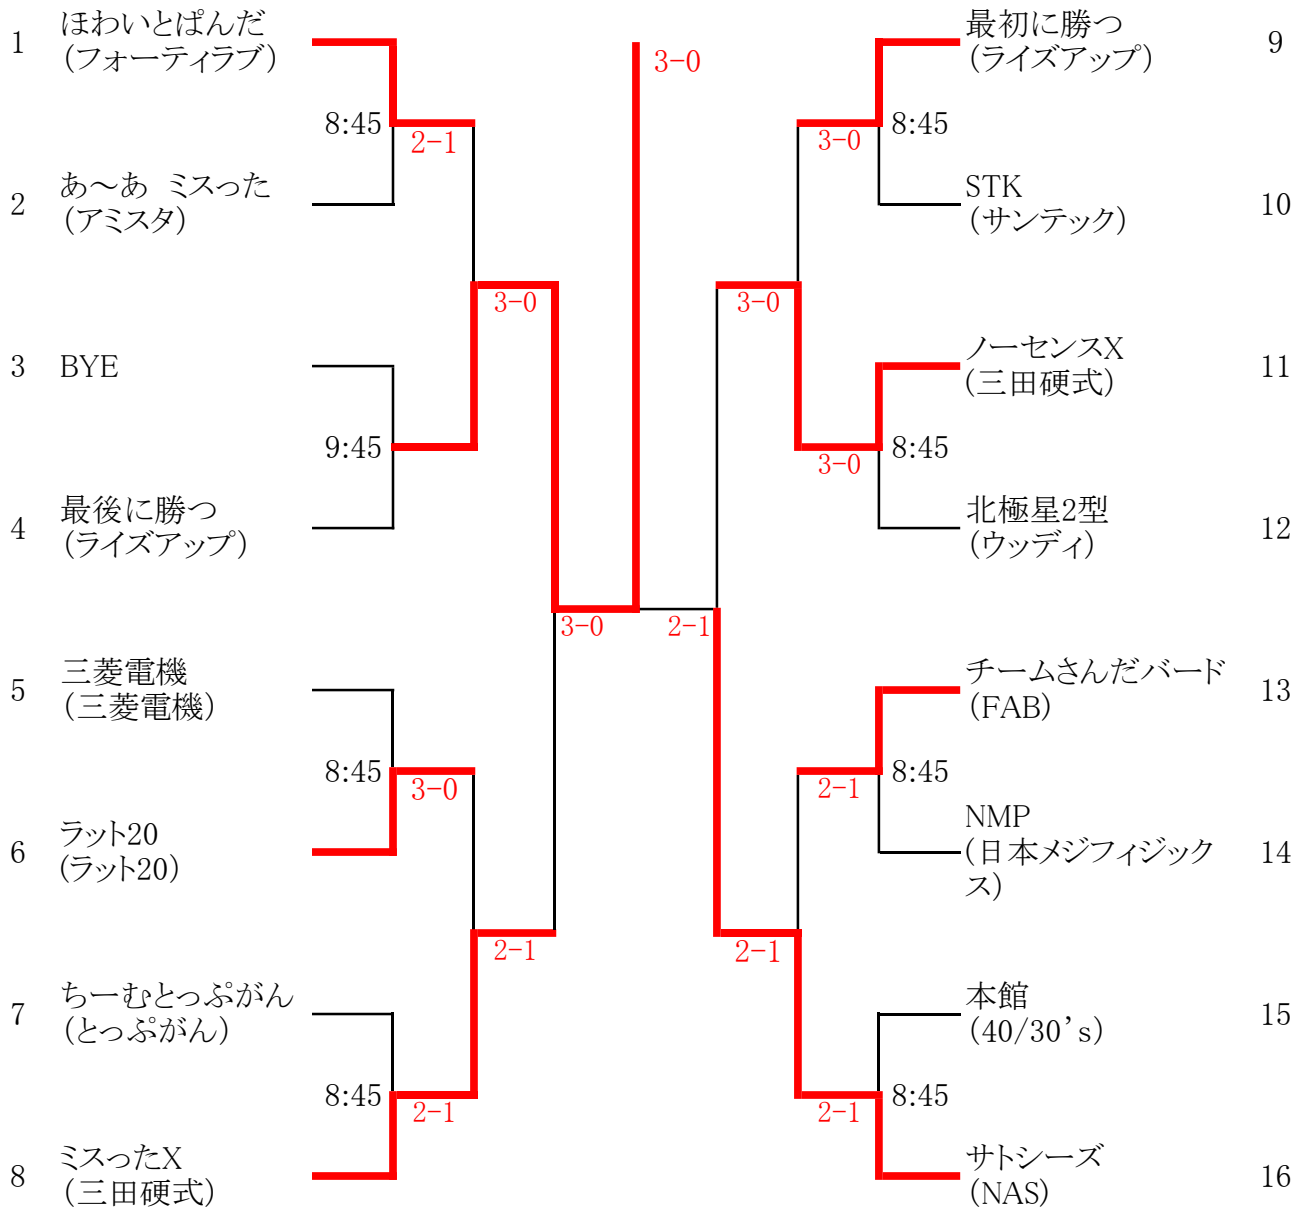 1
ほわいとぱんだ
(フォーティラブ)
8:45
2-1
2
あ～あ ミスった
(アミスタ)
3-0
3
BYE
9:45
4
最後に勝つ
(ライズアップ)
3-0
5
三菱電機
(三菱電機)
8:45
3-0
6
ラット20
(ラット20)
2-1
7
ちーむとっぷがん
(とっぷがん)
8:45
2-1
8
ミスったX
(三田硬式)
3-0
最初に勝つ
(ライズアップ)
9
3-0
8:45
STK
(サンテック)
10
3-0
ノーセンスX
(三田硬式)
11
3-0
8:45
北極星2型
(ウッディ)
12
2-1
チームさんだバード
(FAB)
13
2-1
8:45
NMP
(日本メジフィジック
ス)
14
2-1
本館
(40/30's)
15
2-1
8:45
サトシーズ
(NAS)
16